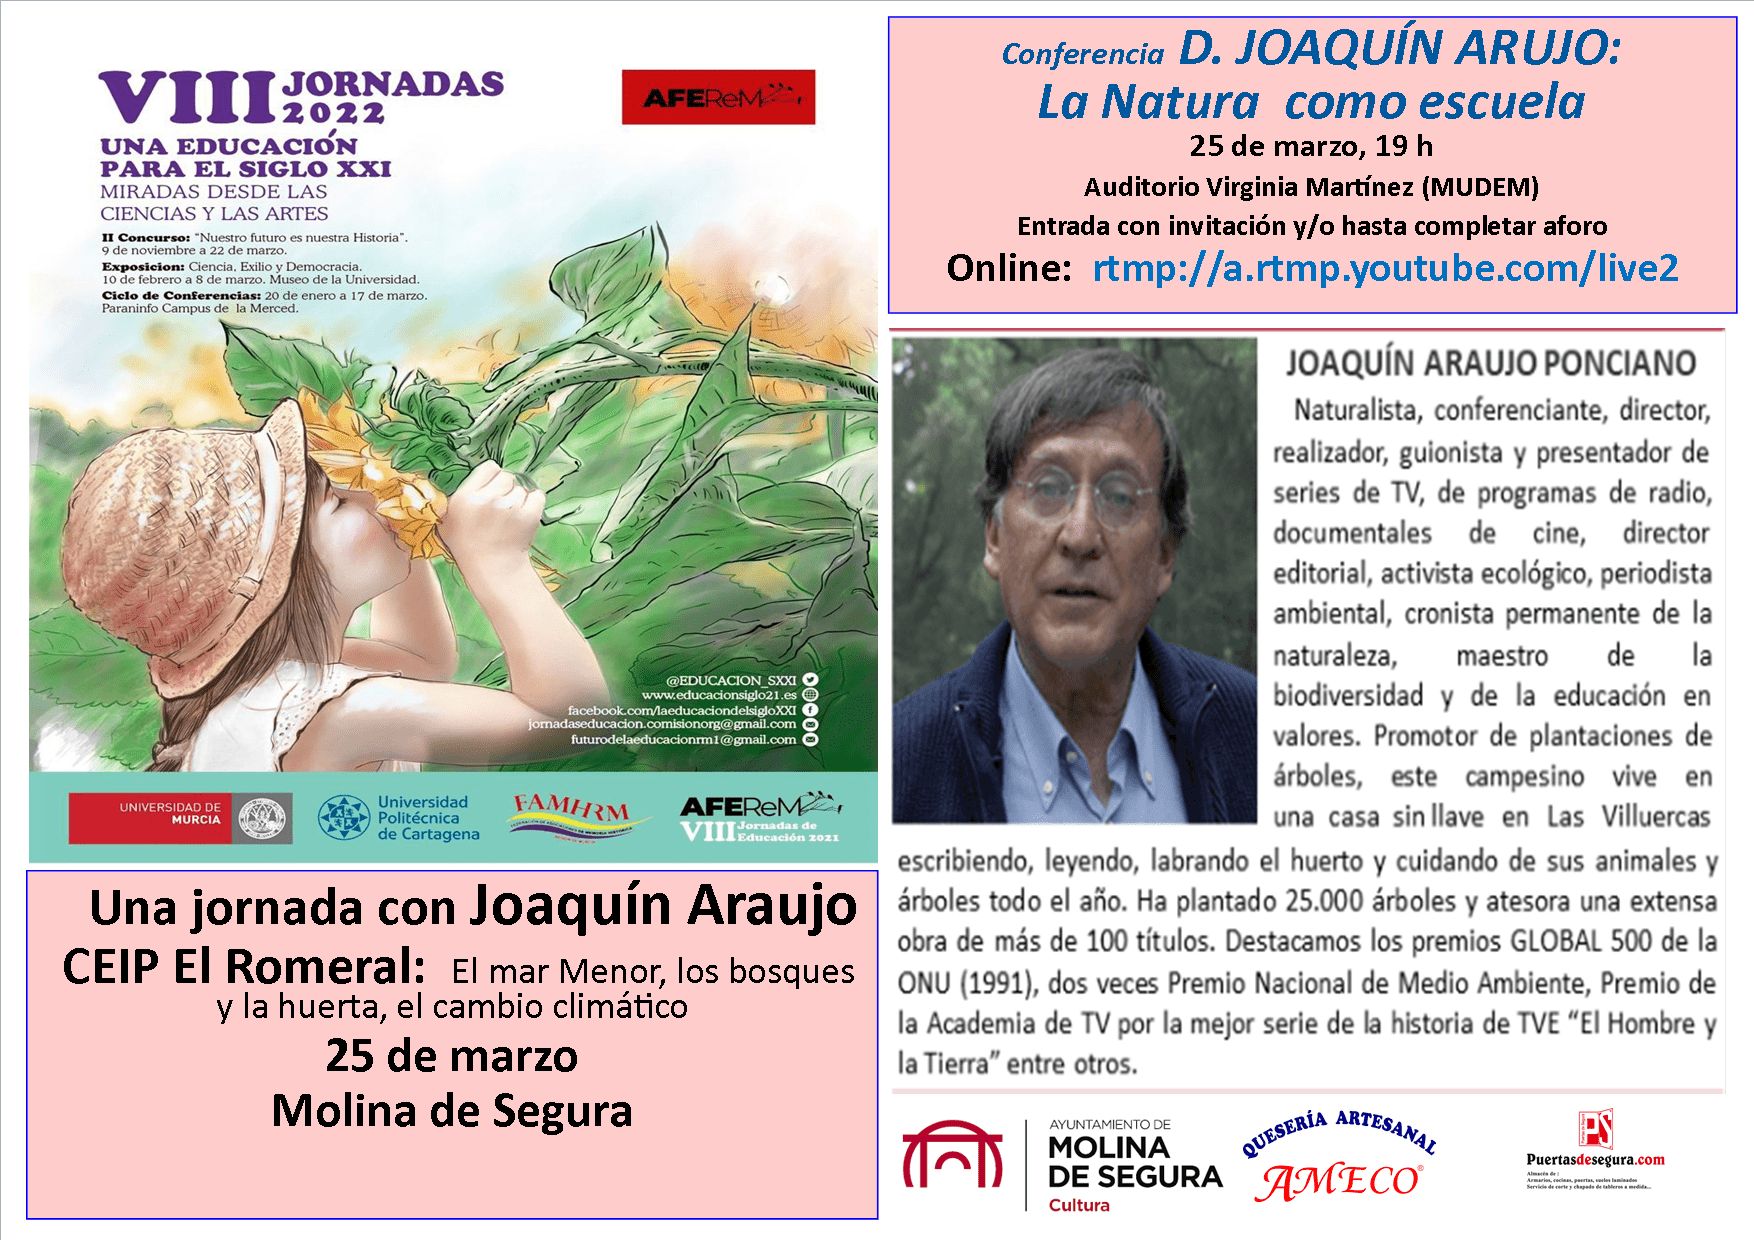 VIII JORNADAS
2022
UNA EDUCACIÓN
PARA EL SIGLO XXI
MIRADAS DESDE LAS
CIENCIAS Y LAS ARTES
II Concurso: "Nuestro futuro es nuestra Historia".
9 de noviembre a 22 de marzo.
Exposicion: Ciencia, Exilio y Democracia.
10 de febrero a 8 de marzo. Museo de la Universidad.
Ciclo de Conferencias: 20 de enero a 17 de marzo.
Paraninfo Campus de la Merced.
AFEReM
@EDUCACION_SXXI
www.educacionsiglo21.es
facebook.com/laeducaciondelsigloXXI
jornadaseducacion.comisionorg@gmail.com
futurodelaeducacionrm1@gmail.com
UNIVERSIDAD DE
MURCIA
Universidad
Politécnica
de Cartagena
FAMHRM
AFEReM
VIII Jornadas de
Educación 2021
Una jornada con Joaquín Araujo
CEIP El Romeral: El mar Menor, los bosques
y la huerta, el cambio climático
25 de marzo
Molina de Segura
Conferencia D. JOAQUÍN ARUJO:
La Natura como escuela
25 de marzo, 19 h
Auditorio Virginia Martínez (MUDEM)
Entrada con invitación y/o hasta completar aforo
Online: rtmp://a.rtmp.youtube.com/live2
JOAQUÍN ARAUJO PONCIANO
Naturalista, conferenciante, director,
realizador, guionista y presentador de
series de TV, de programas de radio,
documentales de cine, director
editorial, activista ecológico, periodista
ambiental, cronista permanente de la
naturaleza, maestro de la
biodiversidad y de la educación en
valores. Promotor de plantaciones de
árboles, este campesino vive en
una casa sin llave en Las Villuercas
escribiendo, leyendo, labrando el huerto y cuidando de sus animales y
árboles todo el año. Ha plantado 25.000 árboles y atesora una extensa
obra de más de 100 títulos. Destacamos los premios GLOBAL 500 de la
ONU (1991), dos veces Premio Nacional de Medio Ambiente, Premio de
la Academia de TV por la mejor serie de la historia de TVE "El Hombre y
la Tierra" entre otros.
AYUNTAMIENTO DE
MOLINA
DE SEGURA
Cultura
QUESERÍA ARTESANAL
AMECO®
PS
Puertasdesegura.com
Almacén de :
Armarios, cocinas, puertas, suelos laminados
Servicio de corte y chapado de tableros a medida...